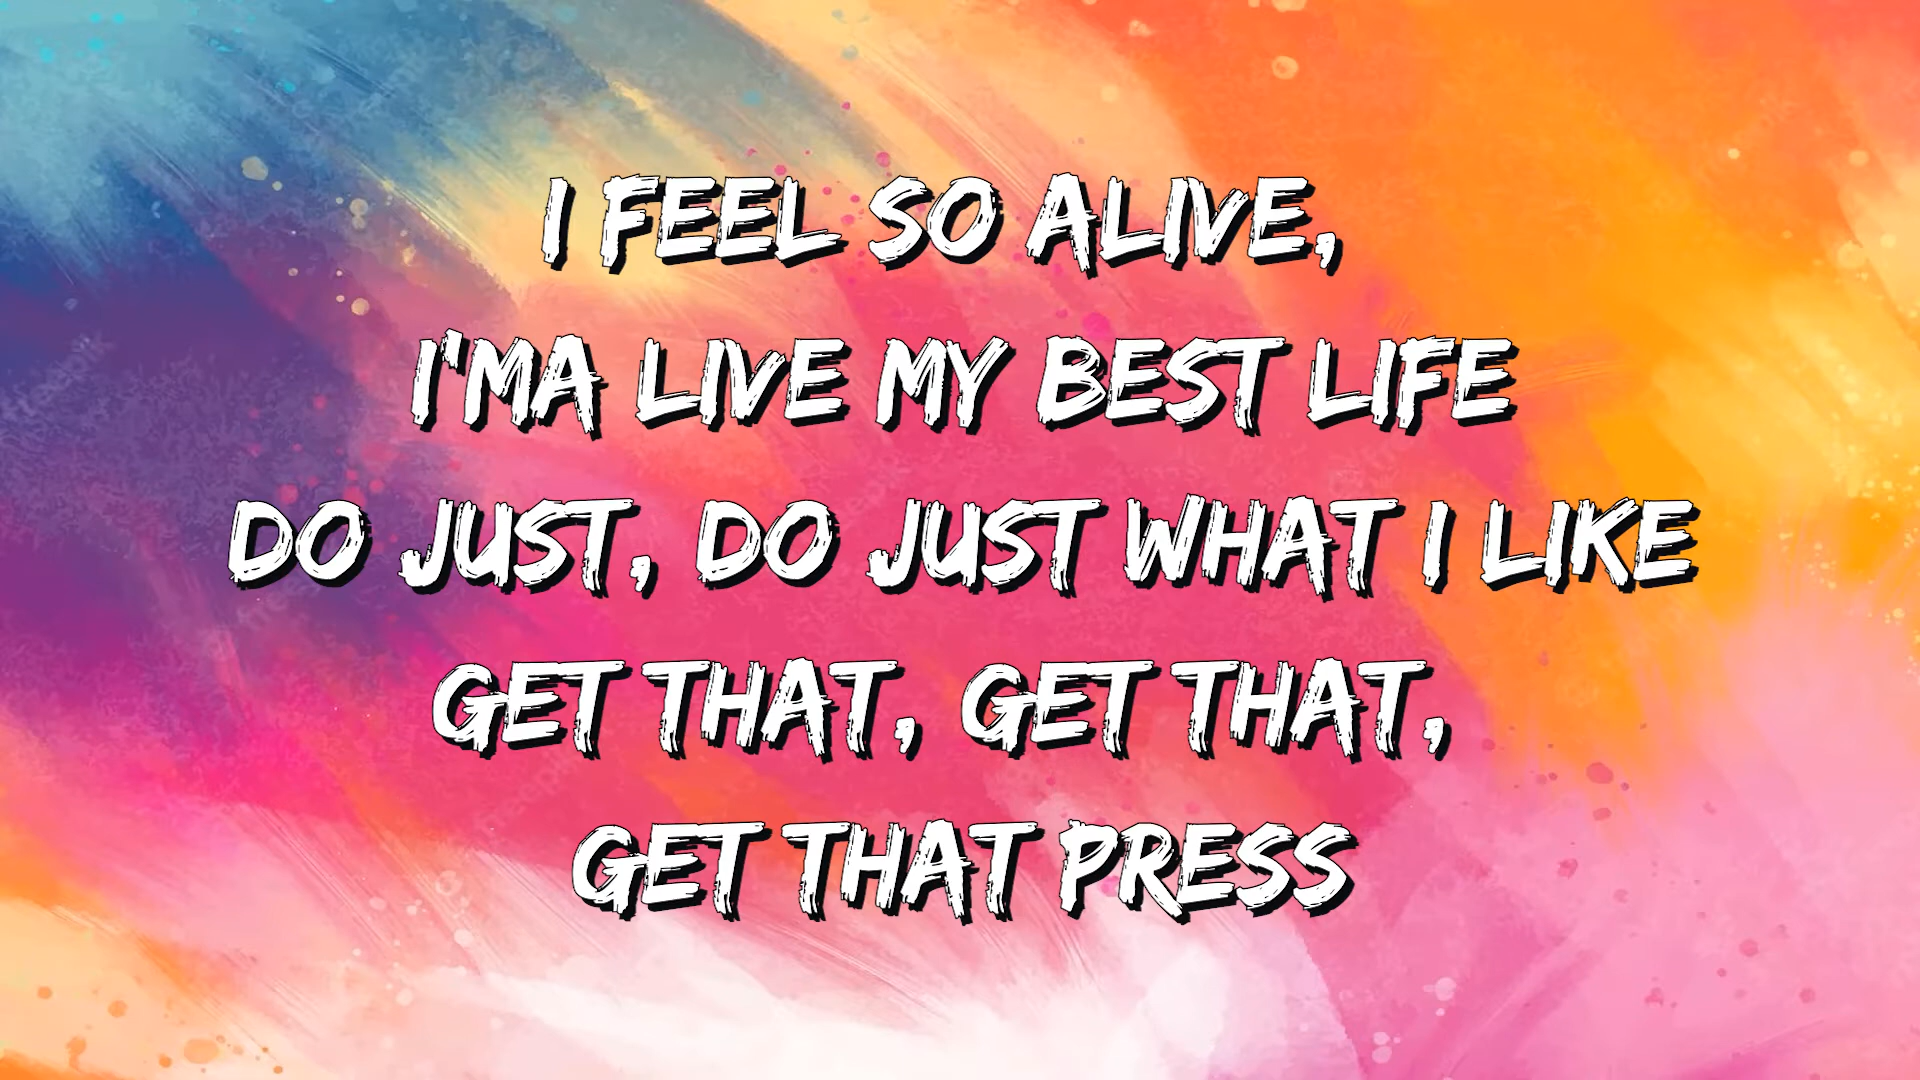 I FEEL SO ALIVE,
I'MA LIVE MY BEST LIFE
DO JUST, DO JUST WHAT I LIKE
GET THAT, GET THAT,
GET THAT PRESS